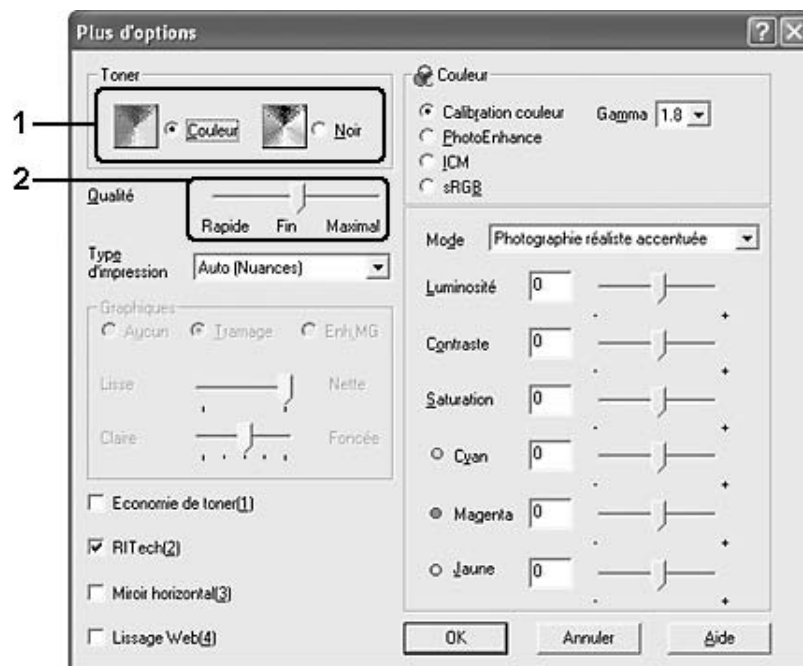 Plus d'options
Toner
1
Couleur
Noir
2
Qualité
Rapide Fin Maximal
Type d'impression
Auto (Nuances)
Graphiques
Aucun Tramage Enh,MG
Lisse Nette
Claire Foncée
Economie de toner(1)
RITech(2)
Miroir horizontal(3)
Lissage Web(4)
Couleur
Calibration couleur
Gamma 1.8
PhotoEnhance
ICM
sRGB
Mode Photographie réaliste accentuée
Luminosité 0
- +
Contraste 0
- +
Saturation 0
- +
Cyan 0
- +
Magenta 0
- +
Jaune 0
- +
OK Annuler Aide